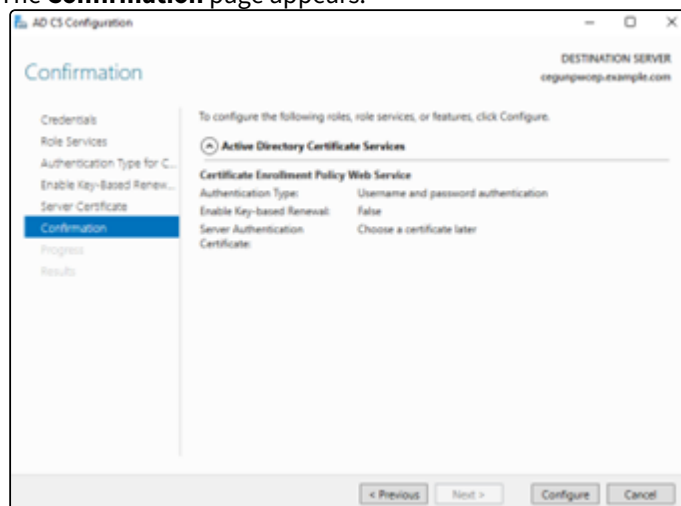 The Confirmation page appears.
AD CS Configuration
Confirmation
DESTINATION SERVER
cegunpwcep.example.com
Credentials
Role Services
Authentication Type for C...
Enable Key-Based Renew...
Server Certificate
Confirmation
Progress
Results
To configure the following roles, role services, or features, click Configure.
Active Directory Certificate Services
Certificate Enrollment Policy Web Service
Authentication Type: Username and password authentication
Enable Key-based Renewal: False
Server Authentication Certificate: Choose a certificate later
< Previous Next > Configure Cancel